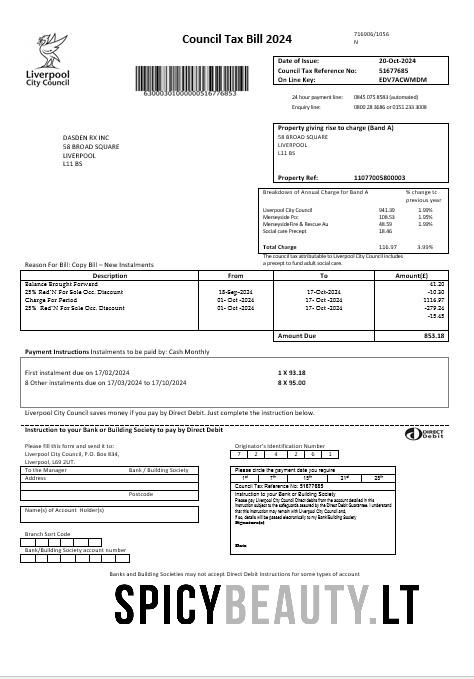 Council Tax Bill 2024
716906/1056
N
Liverpool
City Council
Date of Issue: 20-Oct-2024
Council Tax Reference No: 51677685
On Line Key: EDV7ACWMDM
24 hour payment line: 0845 075 8583 (automated)
Enquiry line: 0800 28 3686 or 0151 233 3008
DASDEN RX INC
58 BROAD SQUARE
LIVERPOOL
L11 BS
Property giving rise to charge (Band A)
58 BROAD SQUARE
LIVERPOOL
L11 BS
Property Ref: 11077005800003
Breakdown of Annual Charge for Band A % change to
previous year
Liverpool City Council 941.39 1.99%
Merseyside Pcc 108.53 1.95%
Merseyside Fire & Rescue Au 48.59 1.99%
Social care Precept 18.46
Total Charge 116.97 3.99%
The council tax attributable to Liverpool City Council includes
a precept to fund adult social care.
Reason For Bill: Copy Bill – New Instalments
Description From To Amount(£)
Balance Brought Forward 41.20
25% Red'N For Sole Occ. Discount 18-Sep-2024 17-Oct-2024 -10.30
Charge For Period 01- Oct -2024 17- Oct -2024 1116.97
25% Red'N For Sole Occ. Discount 01- Oct -2024 17- Oct -2024 -279.24
-15.45
Amount Due 853.18
Payment Instructions Instalments to be paid by: Cash Monthly
First instalment due on 17/02/2024 1 X 93.18
8 Other instalments due on 17/03/2024 to 17/10/2024 8 X 95.00
Liverpool City Council saves money if you pay by Direct Debit. Just complete the instruction below.
Instruction to your Bank or Building Society to pay by Direct Debit
DIRECT
Debit
Please fill this form and send it to:
Liverpool City Council, P.O. Box 834,
Liverpool, L69 2UT.
Originator's Identification Number
7 2 4 2 6 1
To the Manager Bank / Building Society
Address
Postcode
Name(s) of Account Holder(s)
Branch Sort Code
Bank/Building Society account number
Please circle the payment date you require
1st 7th 15th 21st 25th
Council Tax Reference No: 51677685
Instruction to your Bank or Building Society
Please pay Liverpool City Council Direct Debits from the account detailed in this
instruction subject to the safeguards assured by the Direct Debit Guarantee. I understand
that this instruction may remain with Liverpool City Council and,
if so, details will be passed electronically to my Bank/Building Society
Signature(s)
Date
Banks and Building Societies may not accept Direct Debit Instructions for some types of account
SPICYBEAUTY.LT